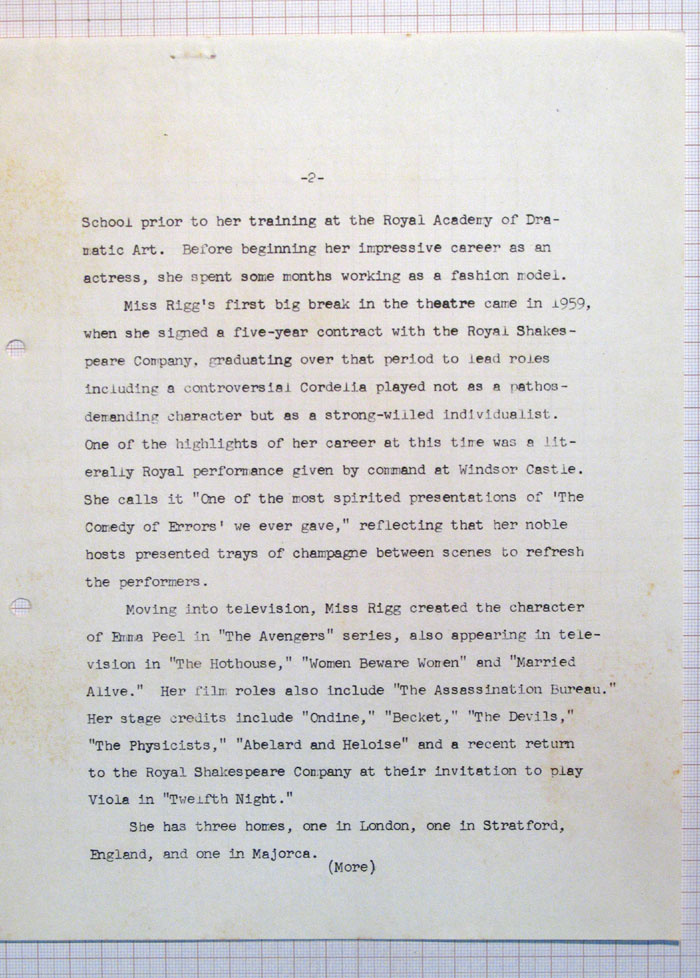 -2-
School prior to her training at the Royal Academy of Dra-
matic Art. Before beginning her impressive career as an
actress, she spent some months working as a fashion model.
Miss Rigg's first big break in the theatre came in 1959,
when she signed a five-year contract with the Royal Shakes-
peare Company, graduating over that period to lead roles
including a controversial Cordelia played not as a pathos-
demanding character but as a strong-willed individualist.
One of the highlights of her career at this time was a lit-
erally Royal performance given by command at Windsor Castle.
She calls it "One of the most spirited presentations of 'The
Comedy of Errors' we ever gave," reflecting that her noble
hosts presented trays of champagne between scenes to refresh
the performers.
Moving into television, Miss Rigg created the character
of Emma Peel in "The Avengers" series, also appearing in tele-
vision in "The Hothouse," "Women Beware Women" and "Married
Alive." Her film roles also include "The Assassination Bureau."
Her stage credits include "Ondine," "Becket," "The Devils,"
"The Physicists," "Abelard and Heloise" and a recent return
to the Royal Shakespeare Company at their invitation to play
Viola in "Twelfth Night."
She has three homes, one in London, one in Stratford,
England, and one in Majorca.
(More)